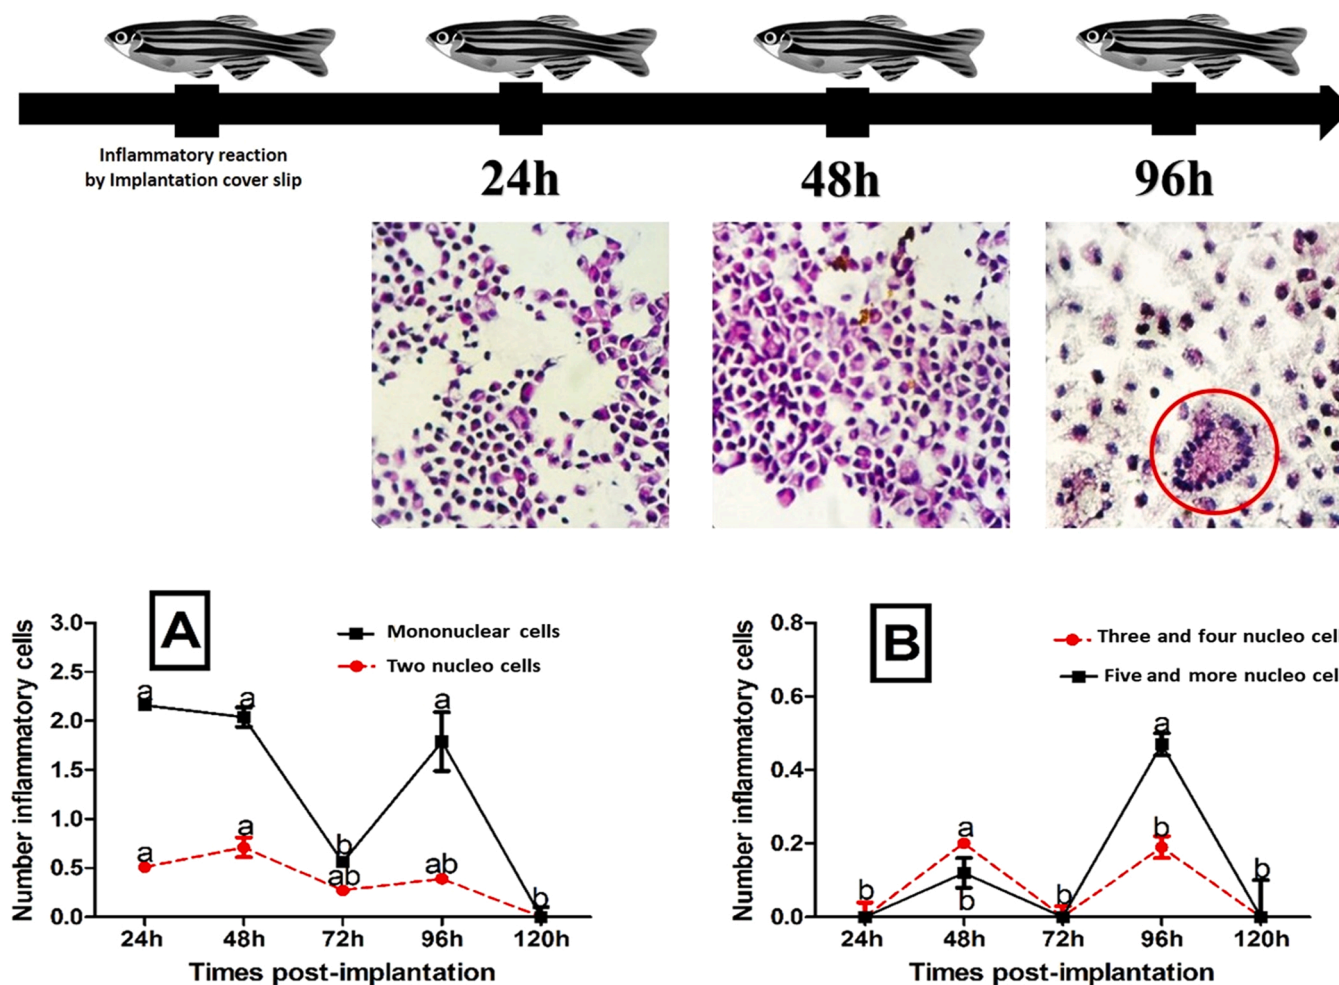 Inflammatory reaction
by Implantation cover slip
24h
48h
96h
A
Number inflammatory cells
3.0
2.5
2.0
1.5
1.0
0.5
0.0
Mononuclear cells
Two nucleo cells
a
a
a
b
a
a
ab
ab
b
24h
48h
72h
96h
120h
Times post-implantation
B
Number inflammatory cells
0.8
0.6
0.4
0.2
0.0
Three and four nucleo cel
Five and more nucleo cel
a
a
b
b
b
b
b
24h
48h
72h
96h
120h
Times post-implantation